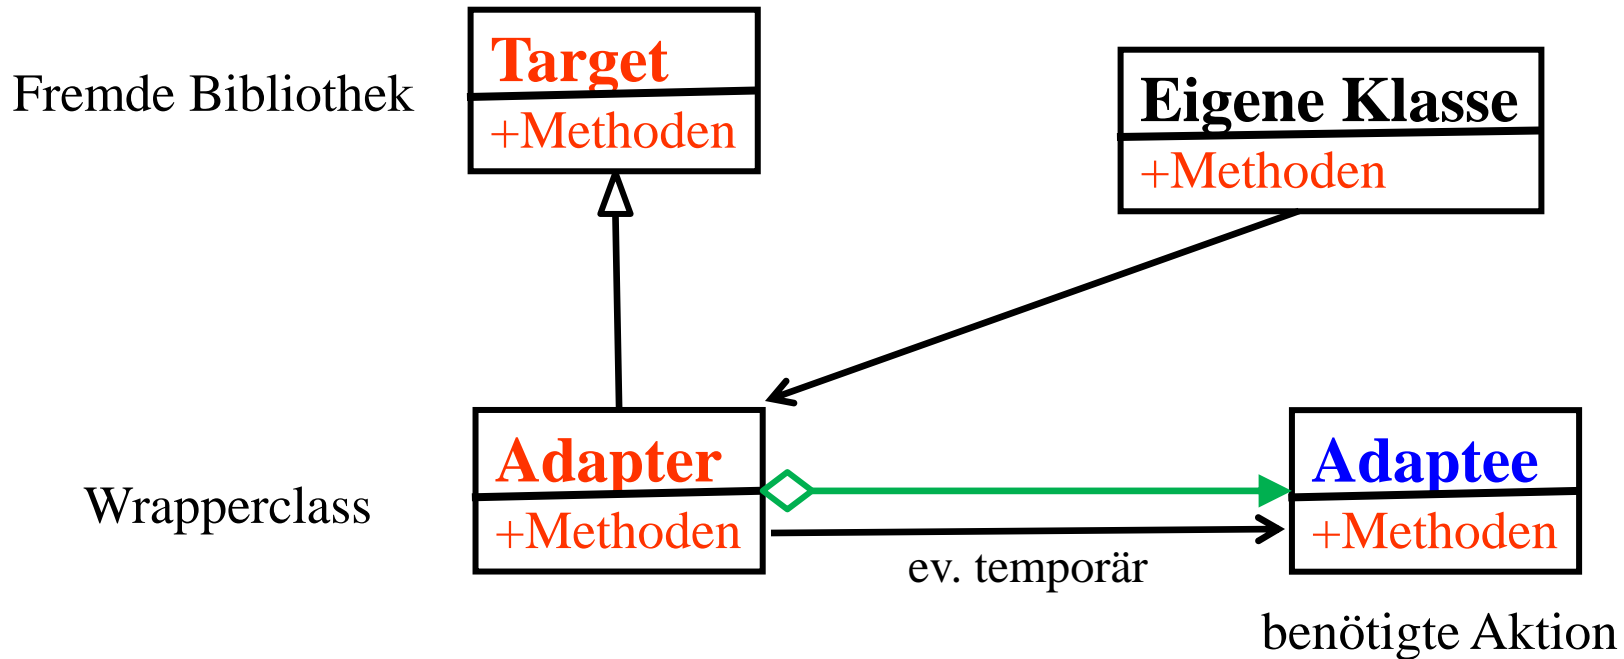 Fremde Bibliothek
Target
+Methoden
Eigene Klasse
+Methoden
Wrapperclass
Adapter
+Methoden
ev. temporär
Adaptee
+Methoden
benötigte Aktion